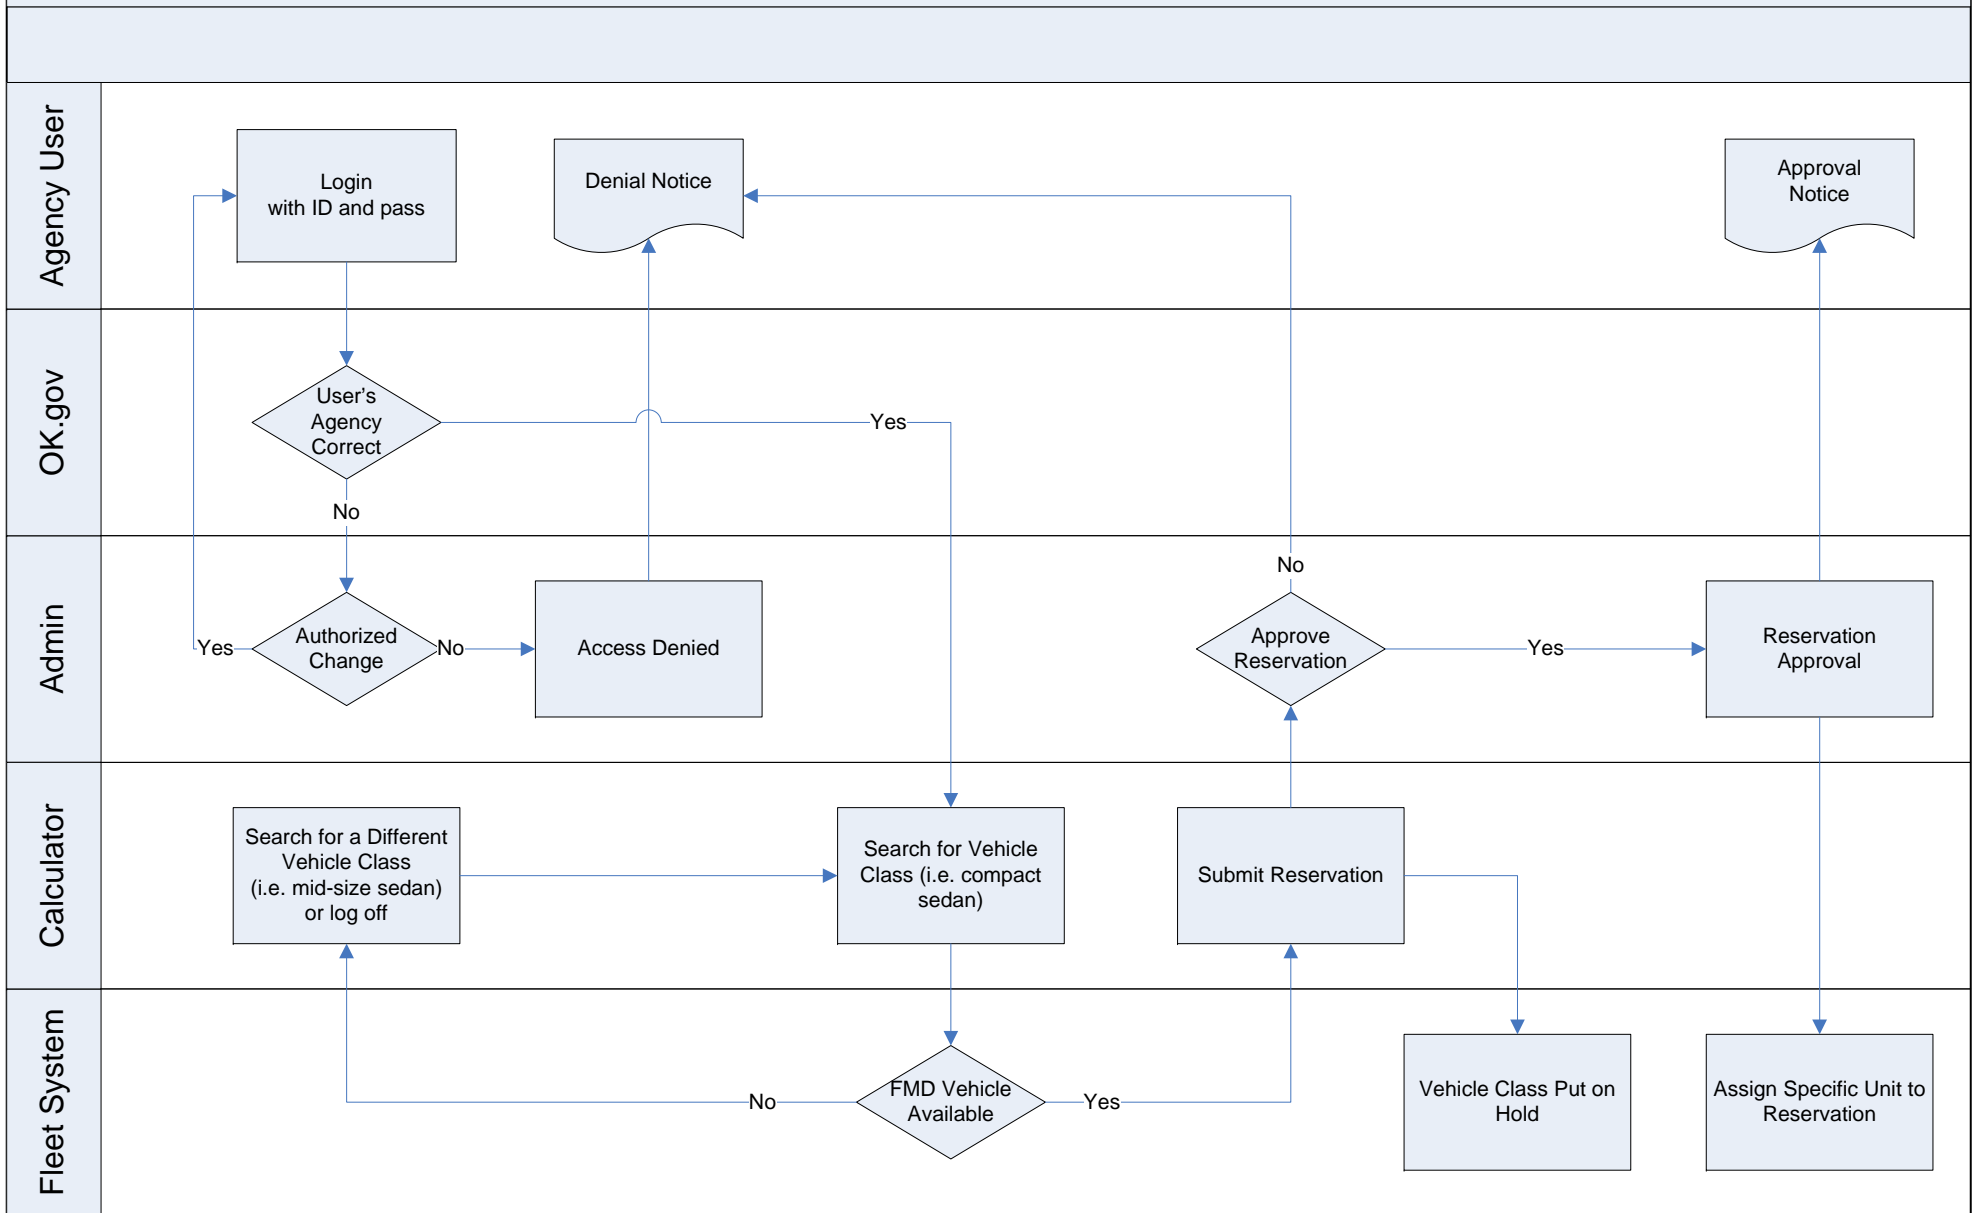 Agency User
Login
with ID and pass
Denial Notice
Approval
Notice
OK.gov
User's
Agency
Correct
Yes
No
Admin
Authorized
Change
Yes
No
Access Denied
No
Approve
Reservation
Yes
Reservation
Approval
Calculator
Search for a Different
Vehicle Class
(i.e. mid-size sedan)
or log off
Search for Vehicle
Class (i.e. compact
sedan)
Submit Reservation
Fleet System
No
FMD Vehicle
Available
Yes
Vehicle Class Put on
Hold
Assign Specific Unit to
Reservation